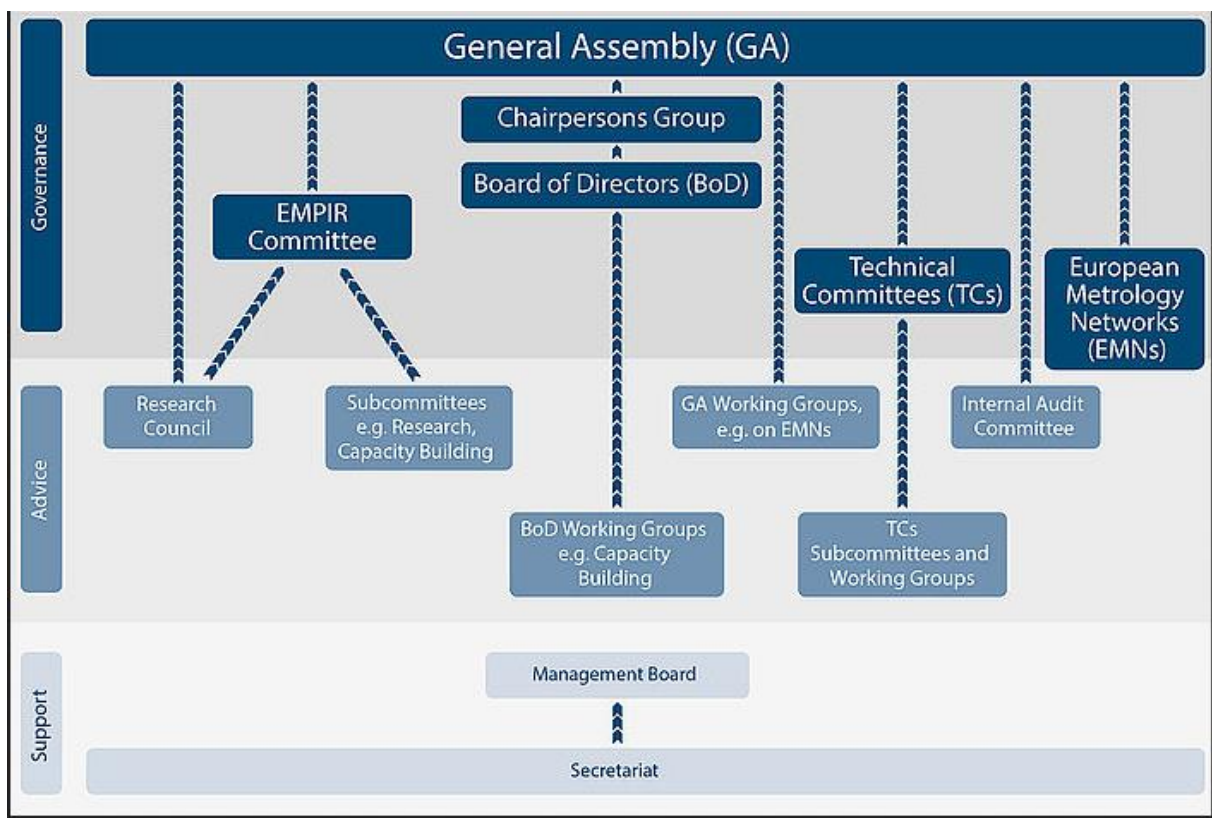 Governance
General Assembly (GA)
Chairpersons Group
Board of Directors (BoD)
EMPIR
Committee
Technical
Committees (TCs)
European
Metrology
Networks
(EMNs)
Advice
Research
Council
Subcommittees
e.g. Research,
Capacity Building
GA Working Groups,
e.g. on EMNs
Internal Audit
Committee
BoD Working Groups
e.g. Capacity
Building
TCs
Subcommittees and
Working Groups
Support
Management Board
Secretariat